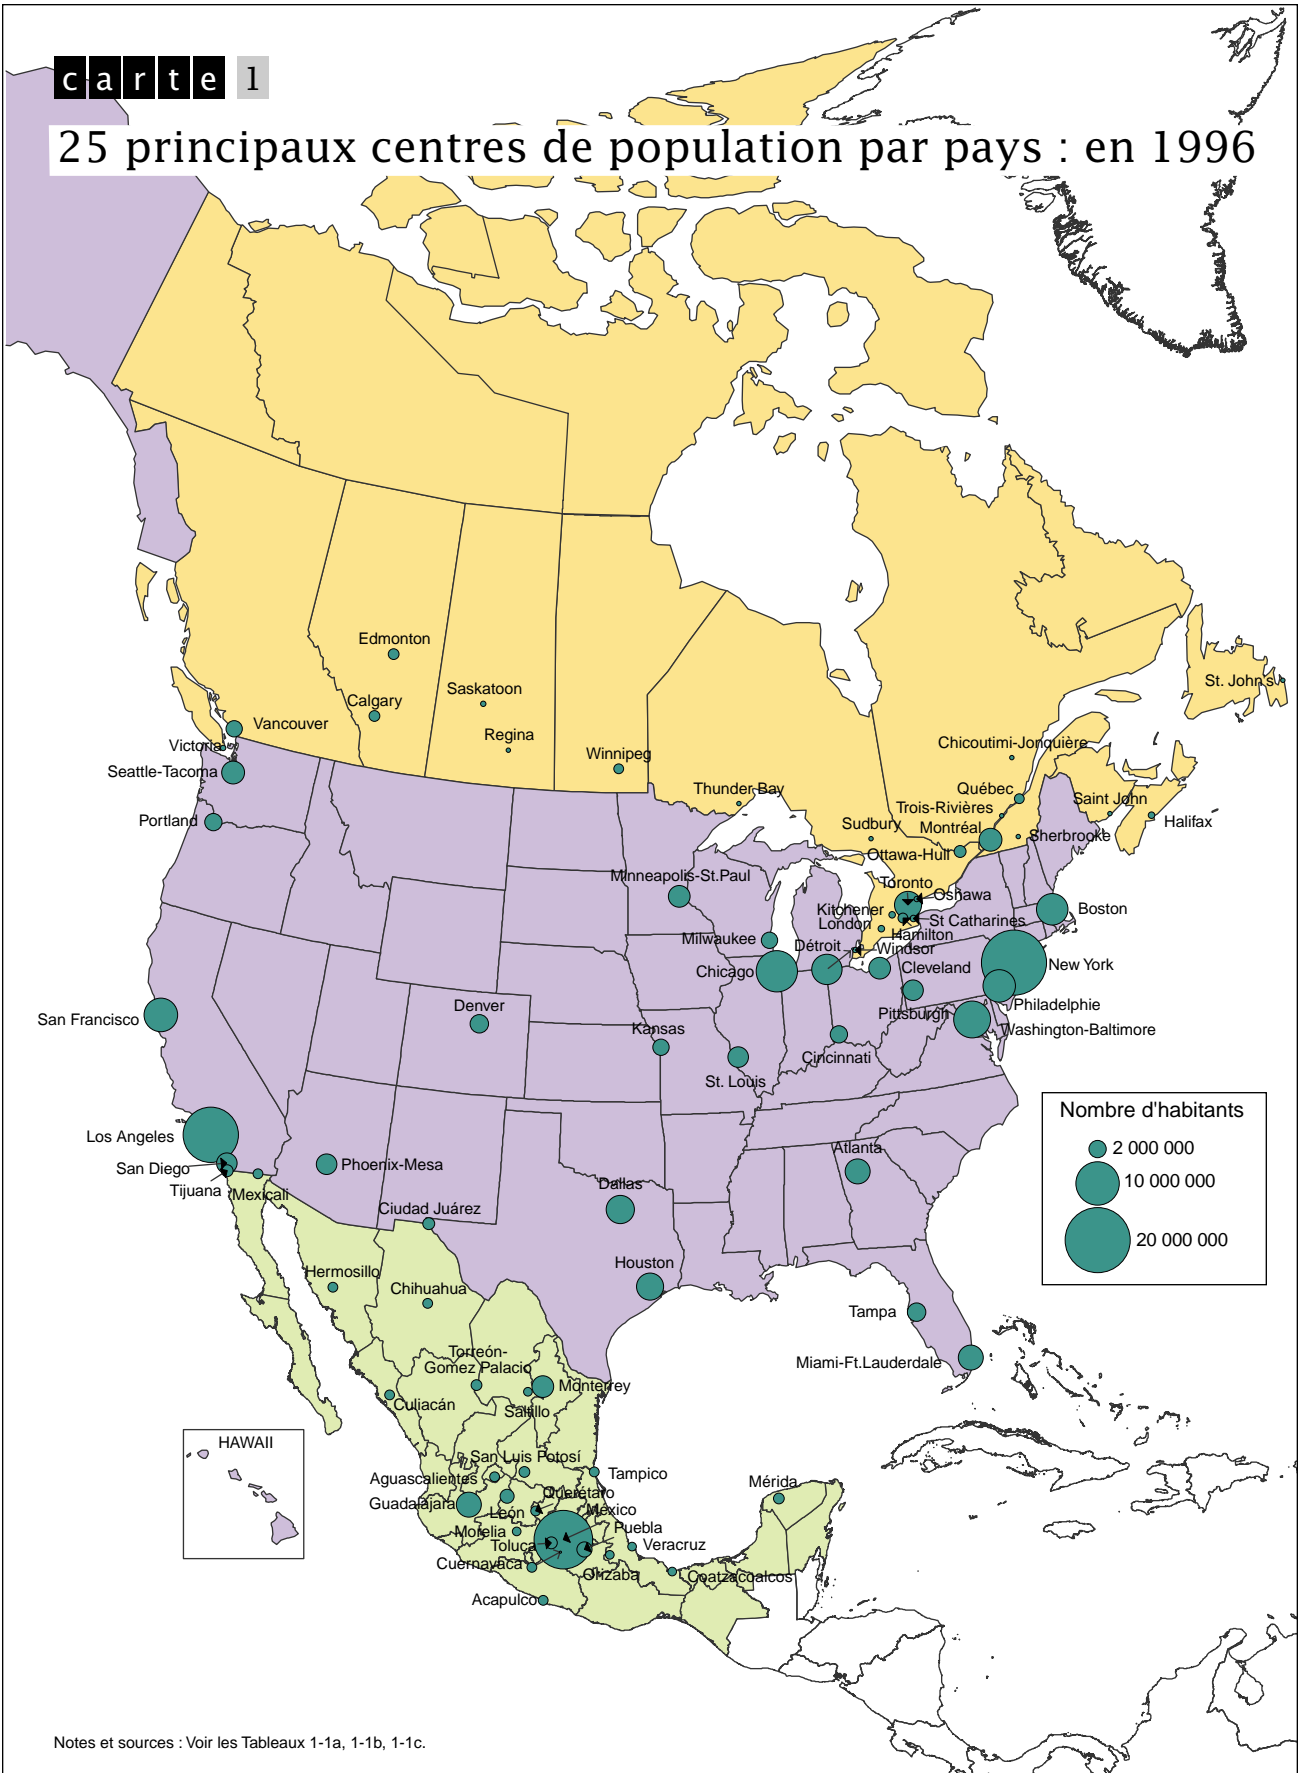 carte 1
25 principaux centres de population par pays : en 1996
Edmonton
Saskatoon
Calgary
Vancouver
Regina
Victoria
Winnipeg
Seattle-Tacoma
Portland
Thunder Bay
Chicoutimi-Jonquière
Québec
Trois-Rivières
Saint John
St. John's
Halifax
Sudbury
Montréal
Sherbrooke
Ottawa-Hull
Toronto
Oshawa
Kitchener
St Catharines
London
Hamilton
Windsor
Détroit
Minneapolis-St.Paul
Milwaukee
Chicago
Boston
Cleveland
New York
Philadelphie
Pittsburgh
Washington-Baltimore
San Francisco
Denver
Kansas
Cincinnati
St. Louis
Los Angeles
San Diego
Phoenix-Mesa
Tijuana
Mexicali
Atlanta
Dallas
Ciudad Juárez
Houston
Tampa
Miami-Ft.Lauderdale
Nombre d'habitants
2 000 000
10 000 000
20 000 000
Hermosillo
Chihuahua
Torreón-
Gomez Palacio
Monterrey
Culiacán
Saltillo
HAWAII
San Luis Potosí
Aguascalientes
Tampico
Guadalajara
Querétaro
León
México
Mérida
Morelia
Puebla
Toluca
Veracruz
Cuernavaca
Orizaba
Coatzacoalcos
Acapulco
Notes et sources : Voir les Tableaux 1-1a, 1-1b, 1-1c.